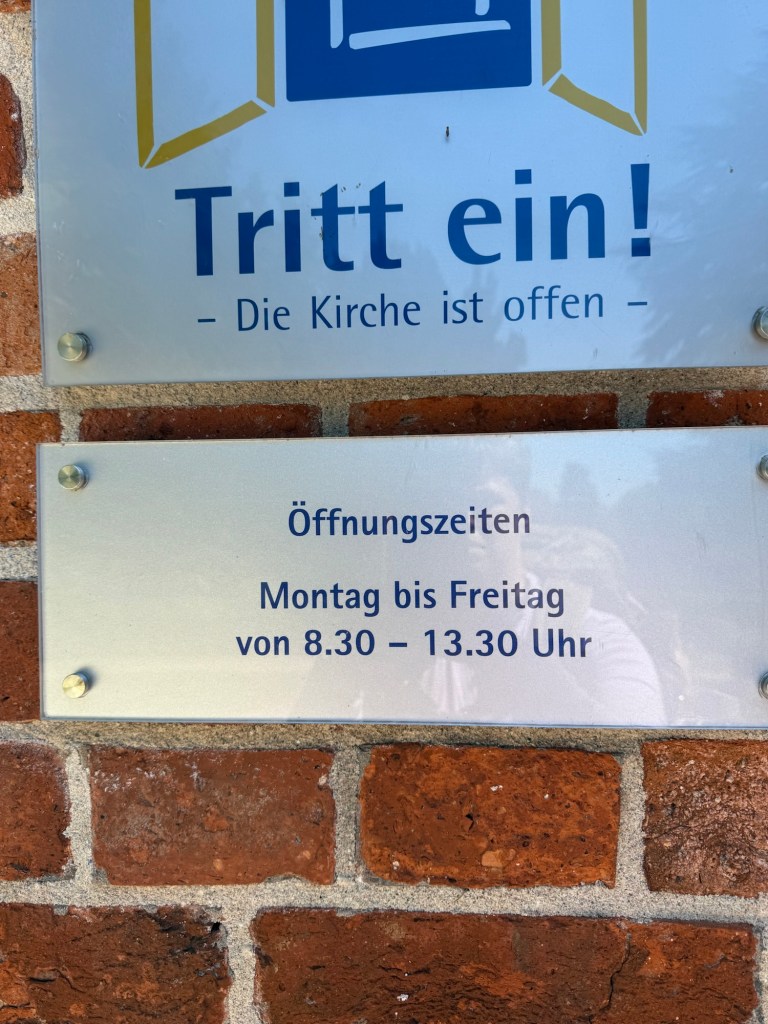 Tritt ein!
– Die Kirche ist offen –
Öffnungszeiten
Montag bis Freitag
von 8.30 – 13.30 Uhr